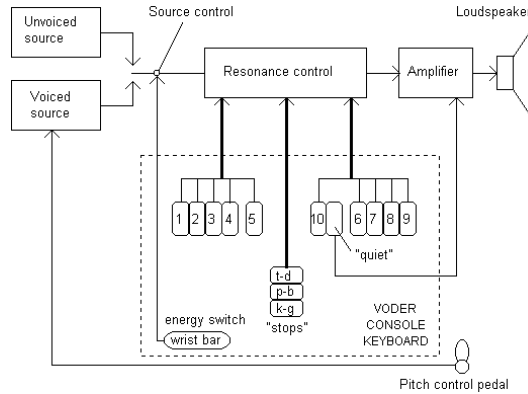 Source control
Loudspeaker
Unvoiced
source
Resonance control
Amplifier
Voiced
source
1 2 3 4 5
10 6 7 8 9
"quiet"
t-d
p-b
k-g
"stops"
energy switch
wrist bar
VODER
CONSOLE
KEYBOARD
Pitch control pedal